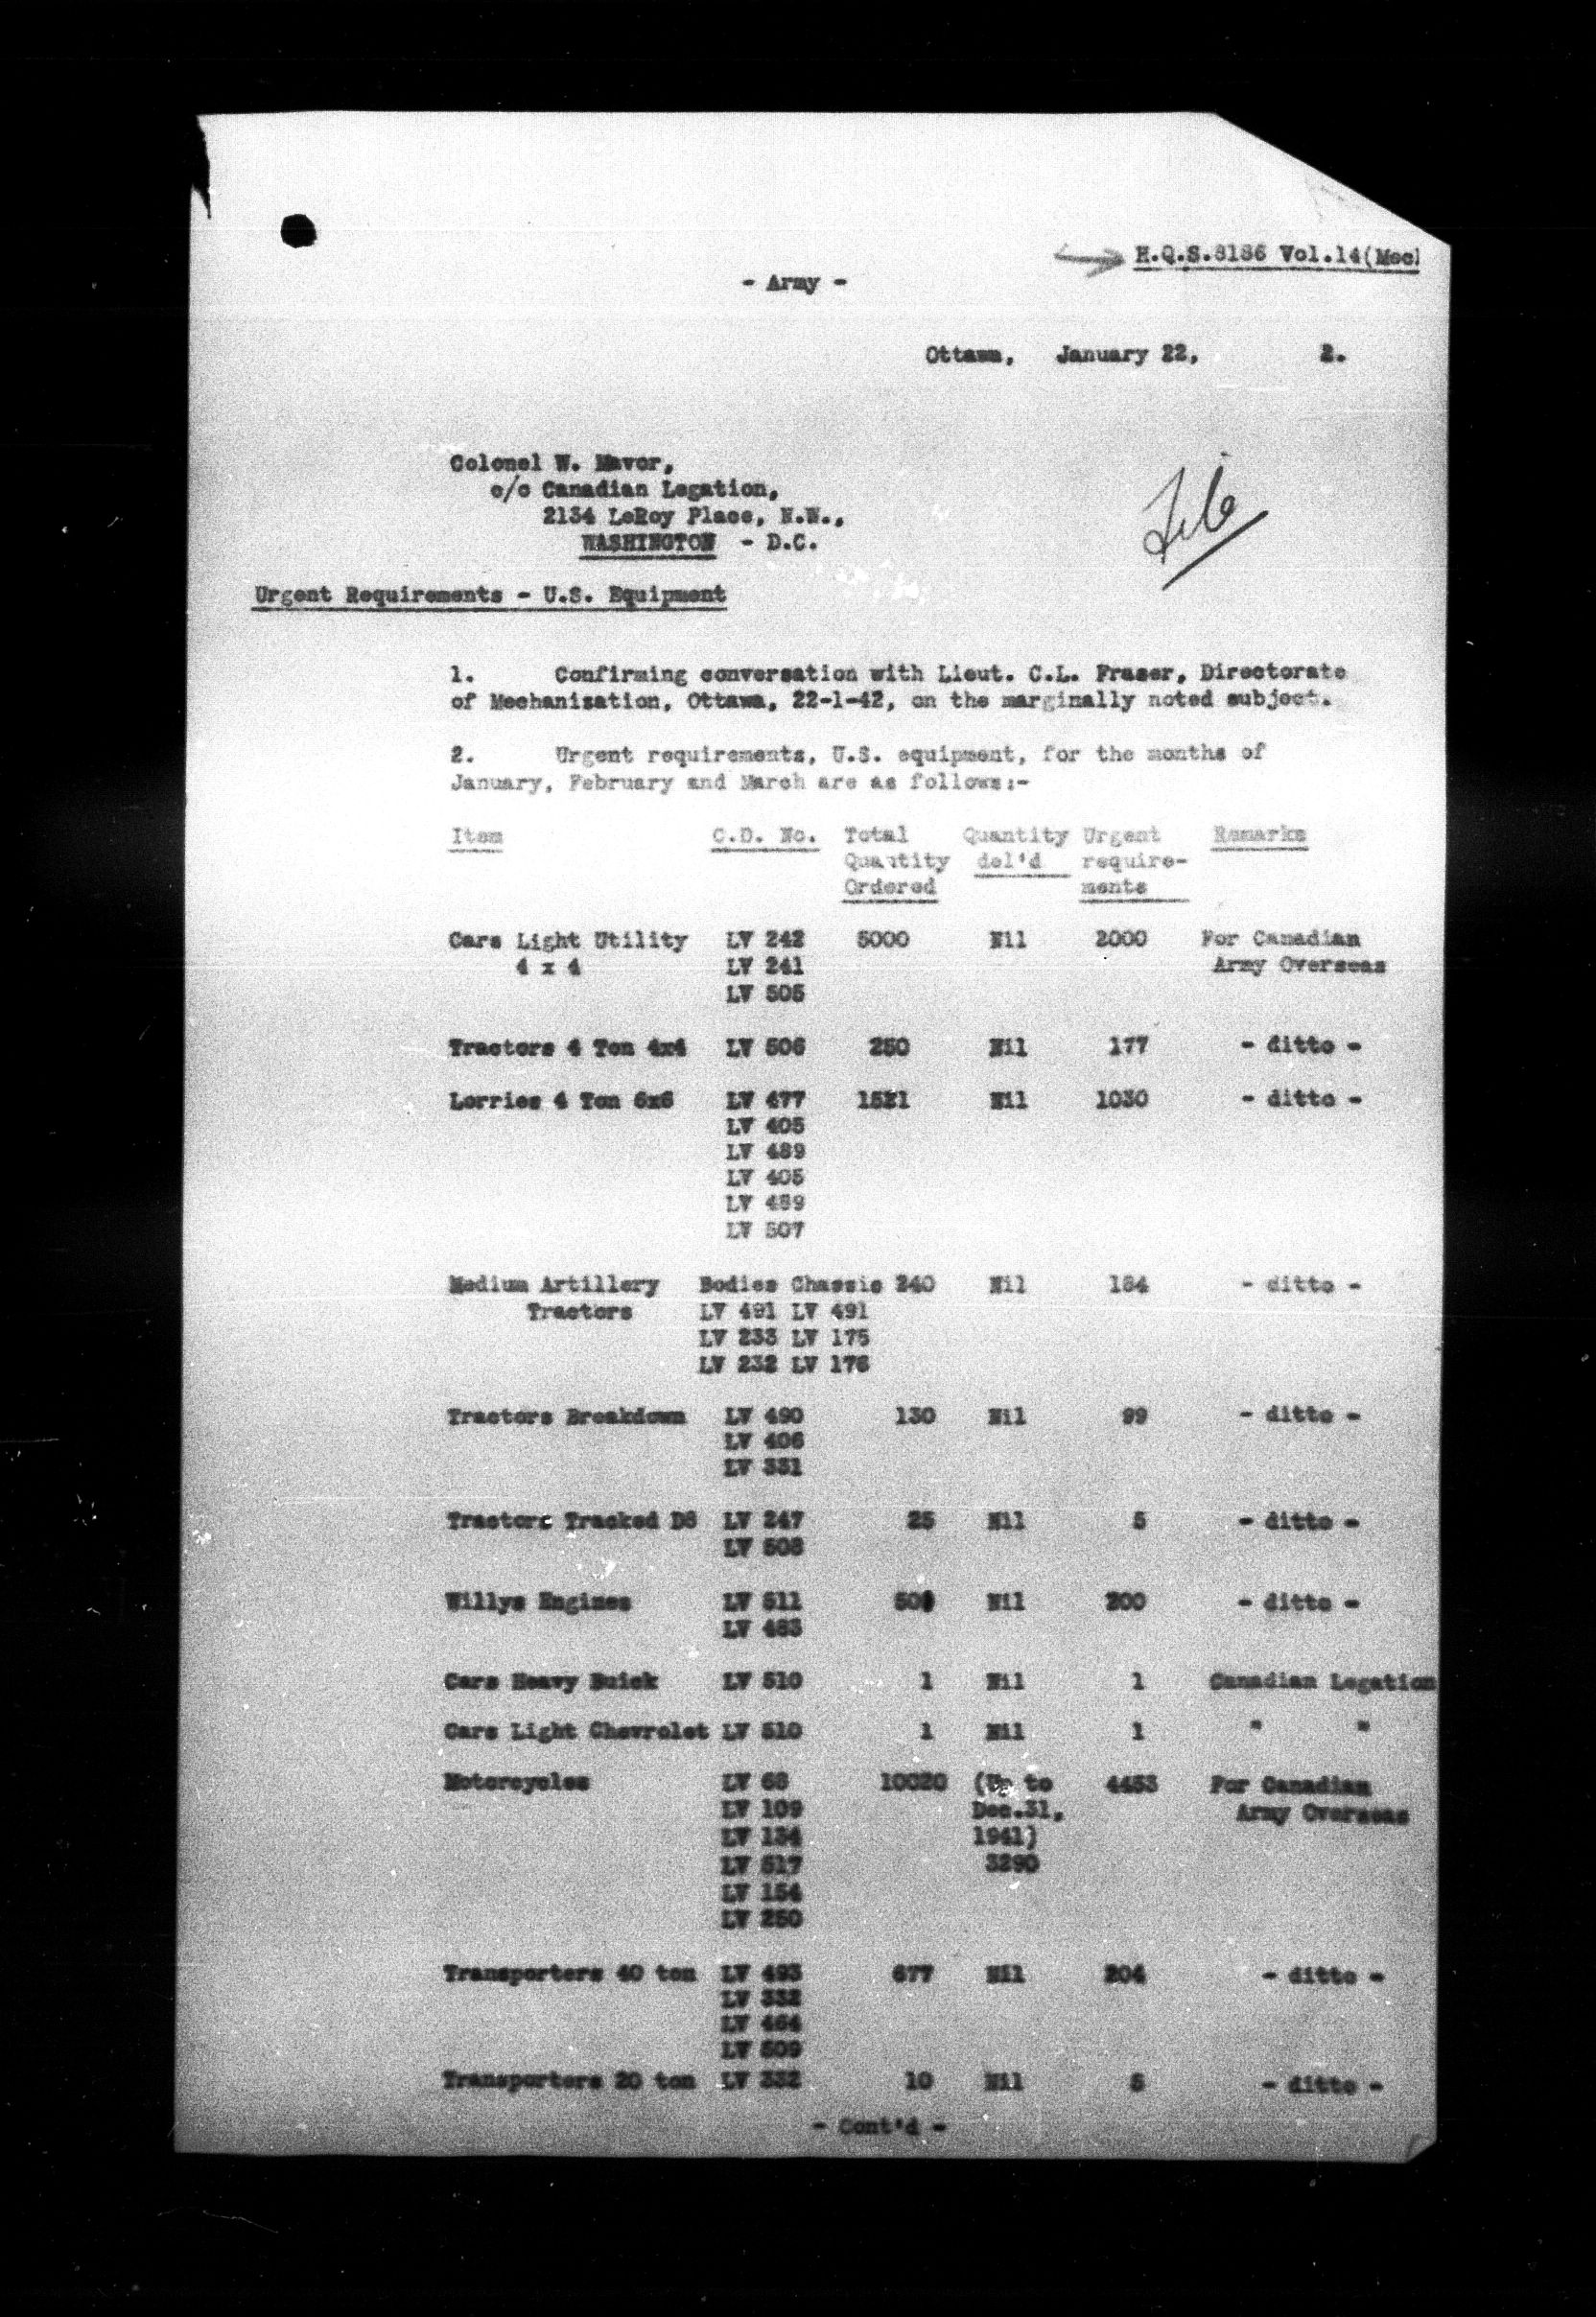 H.Q.S.8186 Vol.14(Mec)
- Army -
Ottawa, January 22, 2.
File
Colonel W. Mavor,
c/o Canadian Legation,
2134 LeRoy Place, N.W.,
WASHINGTON - D.C.
Urgent Requirements - U.S. Equipment
1. Confirming conversation with Lieut. C.L. Fraser, Directorate
of Mechanization, Ottawa, 22-1-42, on the marginally noted subject.
2. Urgent requirements, U.S. equipment, for the months of
January, February and March are as follows:-
Item C.D. No. Total Quantity Urgent Remarks
Quantity del'd require-
Ordered ments
Cars Light Utility LV 242 5000 Nil 2000 For Canadian
4 x 4 LV 241 Army Overseas
LV 505
Tractors 4 Ton 4x4 LV 506 250 Nil 177 - ditto -
Lorries 4 Ton 6x6 LV 477 1521 Nil 1030 - ditto -
LV 405
LV 489
LV 405
LV 489
LV 507
Medium Artillery Bodies Chassis 240 Nil 184 - ditto -
Tractors LV 491 LV 491
LV 233 LV 175
LV 232 LV 176
Tractors Breakdown LV 490 130 Nil 99 - ditto -
LV 406
LV 331
Tractors Tracked D6 LV 247 25 Nil 5 - ditto -
LV 508
Willys Engines LV 511 500 Nil 200 - ditto -
LV 483
Cars Heavy Buick LV 510 1 Nil 1 Canadian Legation
Cars Light Chevrolet LV 510 1 Nil 1 " "
Motorcycles LV 68 10020 (Up to 4453 For Canadian
LV 109 Dec.31, Army Overseas
LV 134 1941)
LV 517 3290
LV 154
LV 250
Transporters 40 ton LV 493 677 Nil 204 - ditto -
LV 332
LV 464
LV 509
Transporters 20 ton LV 332 10 Nil 5 - ditto -
- Cont'd -